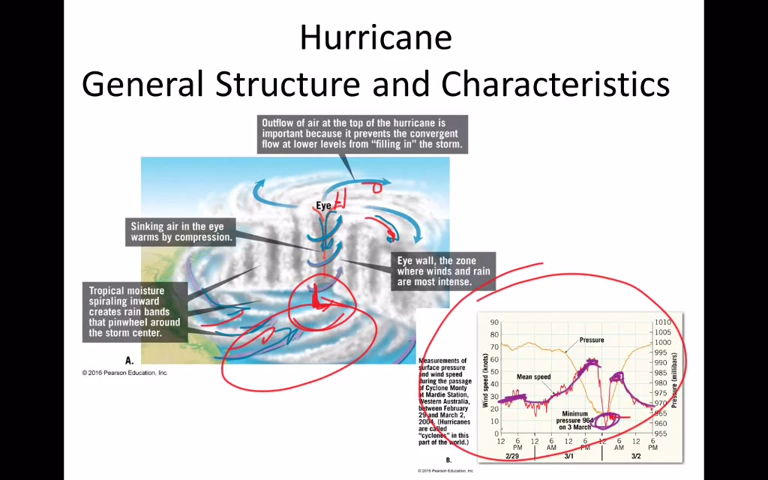 Hurricane
General Structure and Characteristics
Outflow of air at the top of the hurricane is
important because it prevents the convergent
flow at lower levels from “filling in” the storm.
Eye
H
Sinking air in the eye
warms by compression.
Eye wall, the zone
where winds and rain
are most intense.
Tropical moisture
spiraling inward
creates rain bands
that pinwheel around
the storm center.
L
A.
© 2016 Pearson Education, Inc.
Measurements of
surface pressure
and wind speed
during the passage
of Cyclone Monty
at Mardie Station,
Western Australia,
between February
29 and March 2,
2004. (Hurricanes
are called
"cyclones" in this
part of the world.)
B.
© 2016 Pearson Education, Inc.
Wind speed (knots)
90
80
70
60
50
40
30
20
10
0
Pressure
Mean speed
Minimum
pressure 964
on 3 March
1010
1005
1000
995
990
985
980
975
970
965
960
955
Pressure (millibars)
12 6 12 6 12 6 12 6 12 6 6
PM AM PM AM PM
2/29 3/1 3/2